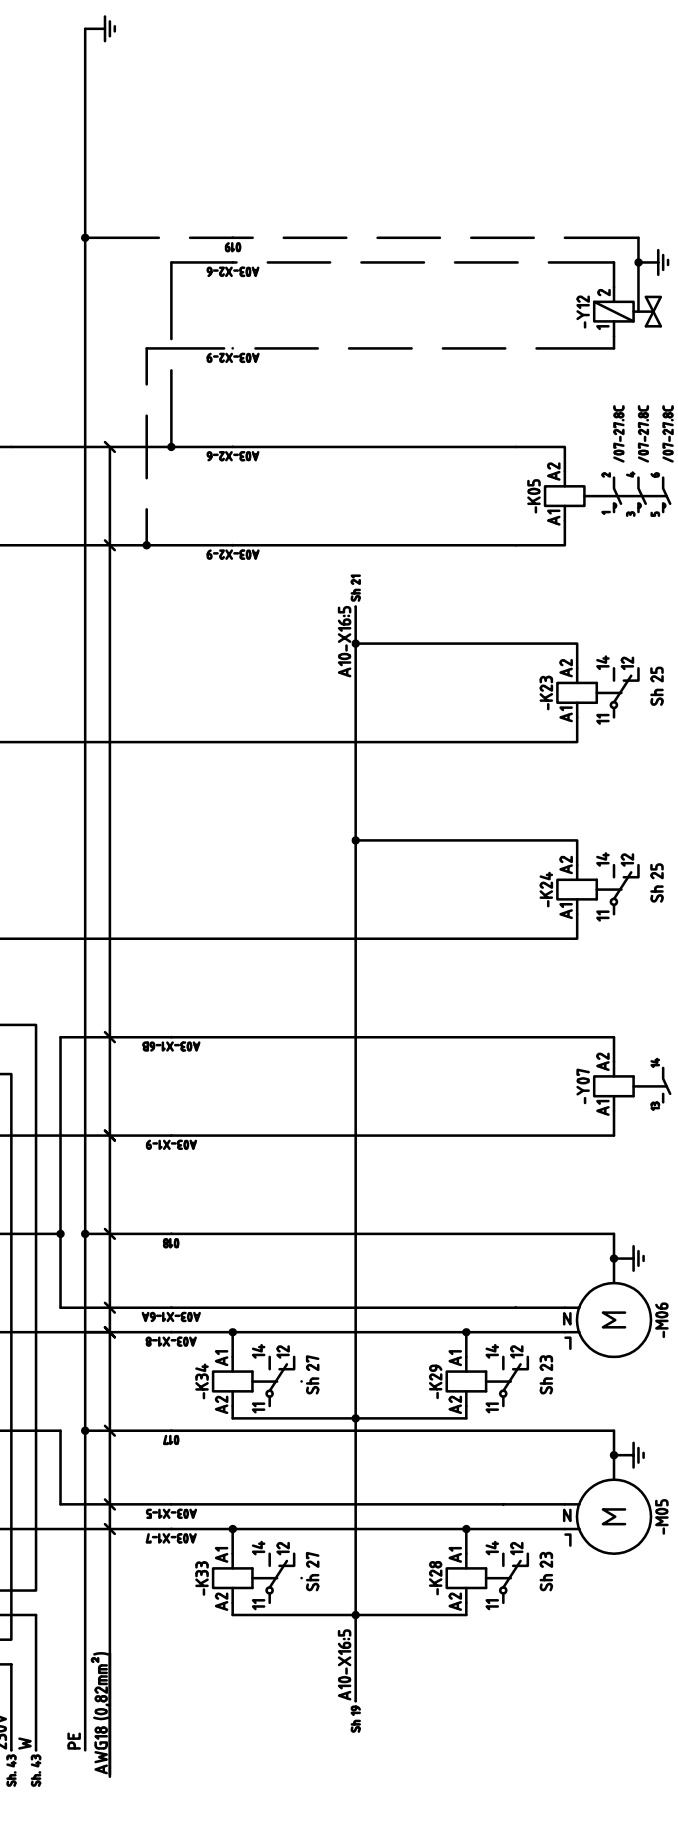 230V
Sh. 43
W
Sh. 43
PE
AWG18 (0.82mm²)
Sh 19
A10-X16:5
A10-X16:5
Sh 21
A03-X1-7
A03-X1-5
017
A03-X1-8
A03-X1-6A
018
A03-X1-9
A03-X1-6B
A03-X2-9
A03-X2-6
A03-X2-9
A03-X2-6
019
-K33
A2
A1
11
14
12
Sh 27
-K34
A2
A1
11
14
12
Sh 27
-K28
A2
A1
11
14
12
Sh 23
-K29
A2
A1
11
14
12
Sh 23
L
N
M
-M05
L
N
M
-M06
-Y07
A1
A2
13
14
-K24
A1
A2
11
14
12
Sh 25
-K23
A1
A2
11
14
12
Sh 25
-K05
A1
A2
1
2
/07-27.8C
3
4
/07-27.8C
5
6
/07-27.8C
-Y12
1
2